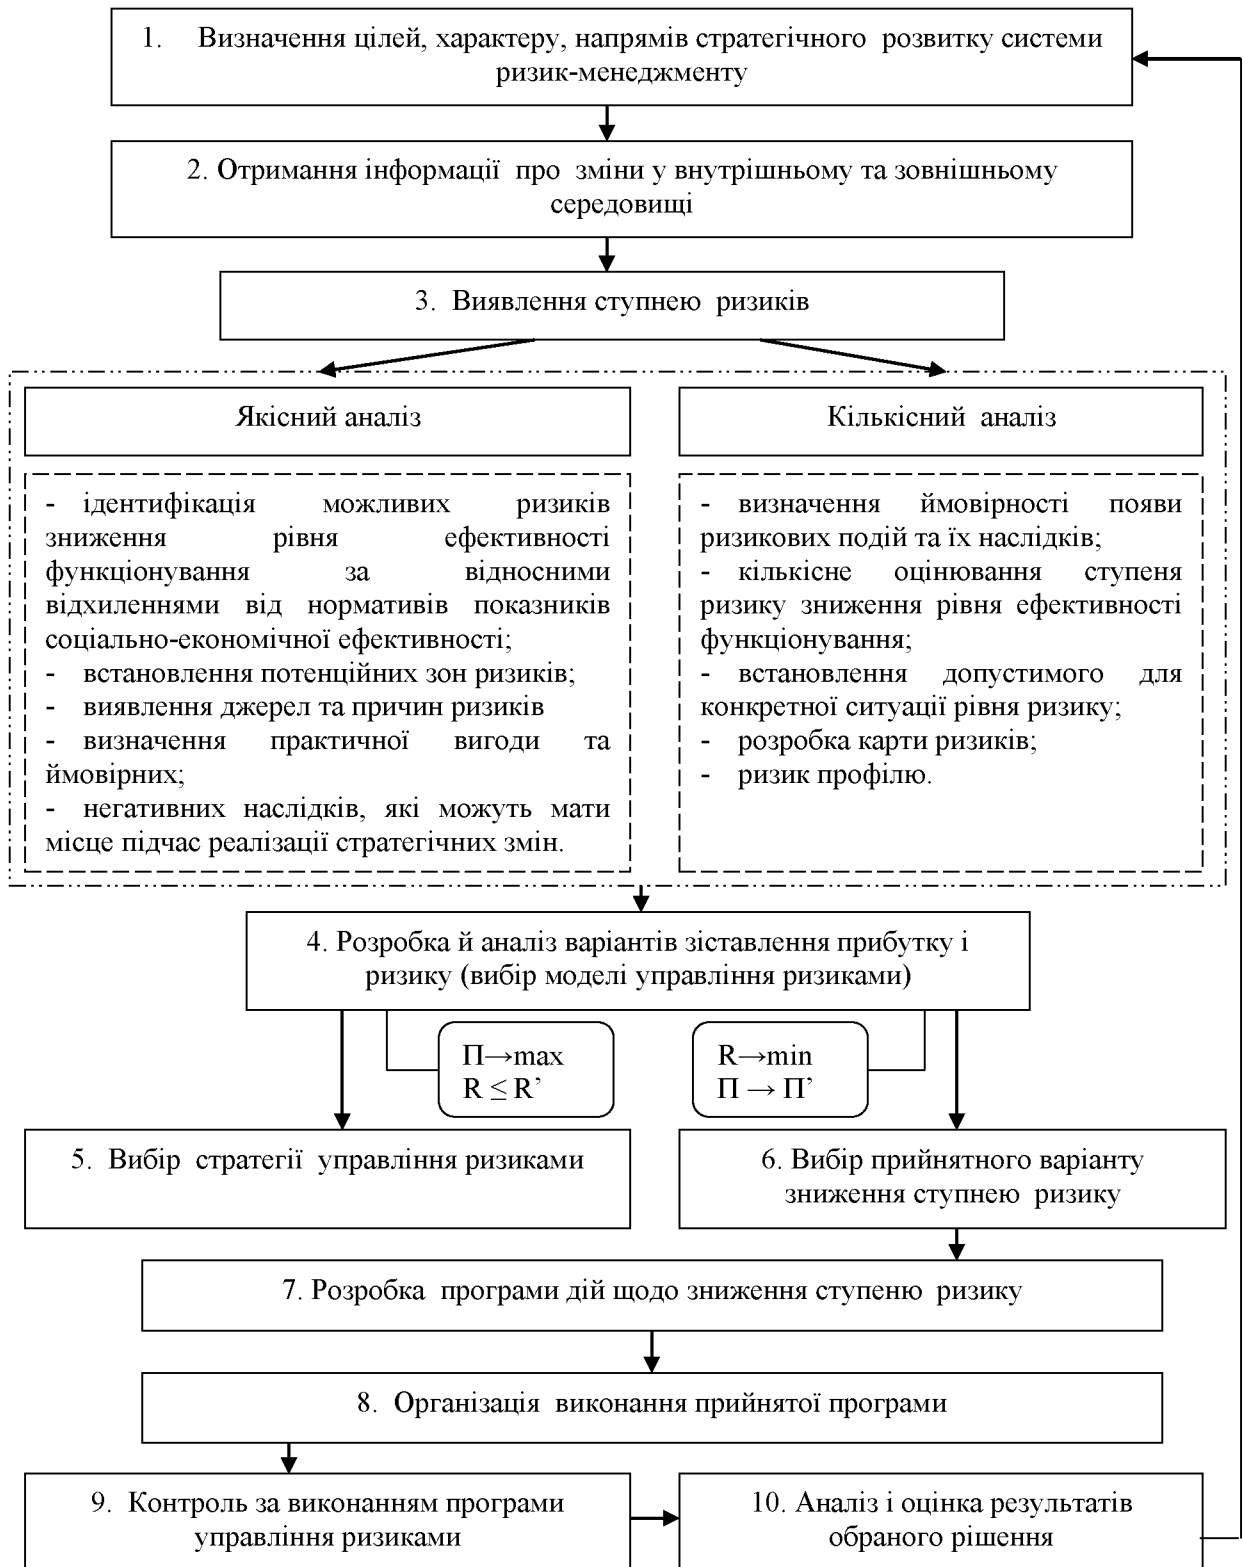 1. Визначення цілей, характеру, напрямів стратегічного розвитку системи
ризик-менеджменту
2. Отримання інформації про зміни у внутрішньому та зовнішньому
середовищі
3. Виявлення ступнею ризиків
Якісний аналіз
- ідентифікація можливих ризиків
зниження рівня ефективності
функціонування за відносними
відхиленнями від нормативів показників
соціально-економічної ефективності;
- встановлення потенційних зон ризиків;
- виявлення джерел та причин ризиків
- визначення практичної вигоди та
ймовірних;
- негативних наслідків, які можуть мати
місце підчас реалізації стратегічних змін.
Кількісний аналіз
- визначення ймовірності появи
ризикових подій та їх наслідків;
- кількісне оцінювання ступеня
ризику зниження рівня ефективності
функціонування;
- встановлення допустимого для
конкретної ситуації рівня ризику;
- розробка карти ризиків;
- ризик профілю.
4. Розробка й аналіз варіантів зіставлення прибутку і
ризику (вибір моделі управління ризиками)
П→max
R ≤ R’
R→min
П → П’
5. Вибір стратегії управління ризиками
6. Вибір прийнятного варіанту
зниження ступнею ризику
7. Розробка програми дій щодо зниження ступеню ризику
8. Організація виконання прийнятої програми
9. Контроль за виконанням програми
управління ризиками
10. Аналіз і оцінка результатів
обраного рішення